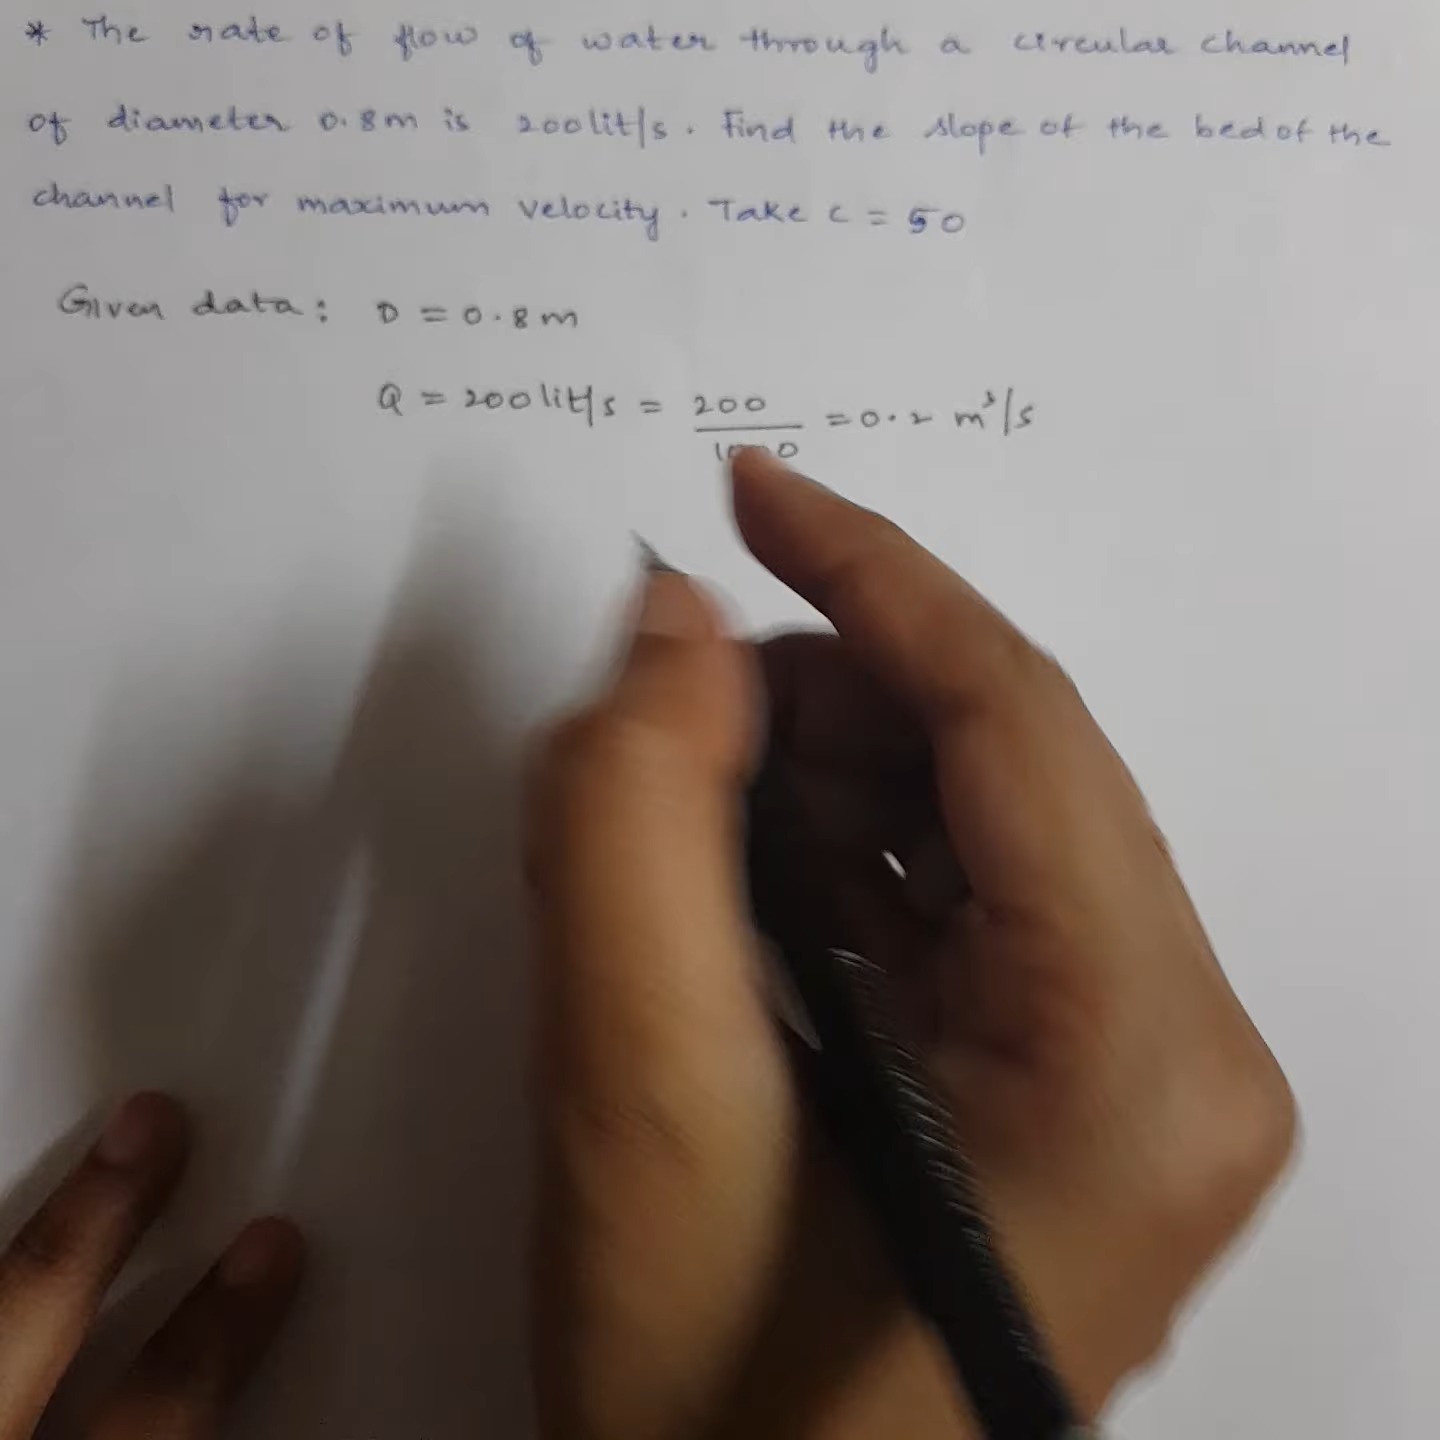 * The rate of flow of water through a circular channel
of diameter 0.8m is 200lit/s. Find the slope of the bed of the
channel for maximum velocity. Take c = 50
Given data: D = 0.8m
Q = 200lit/s = 200/1000 = 0.2 m³/s